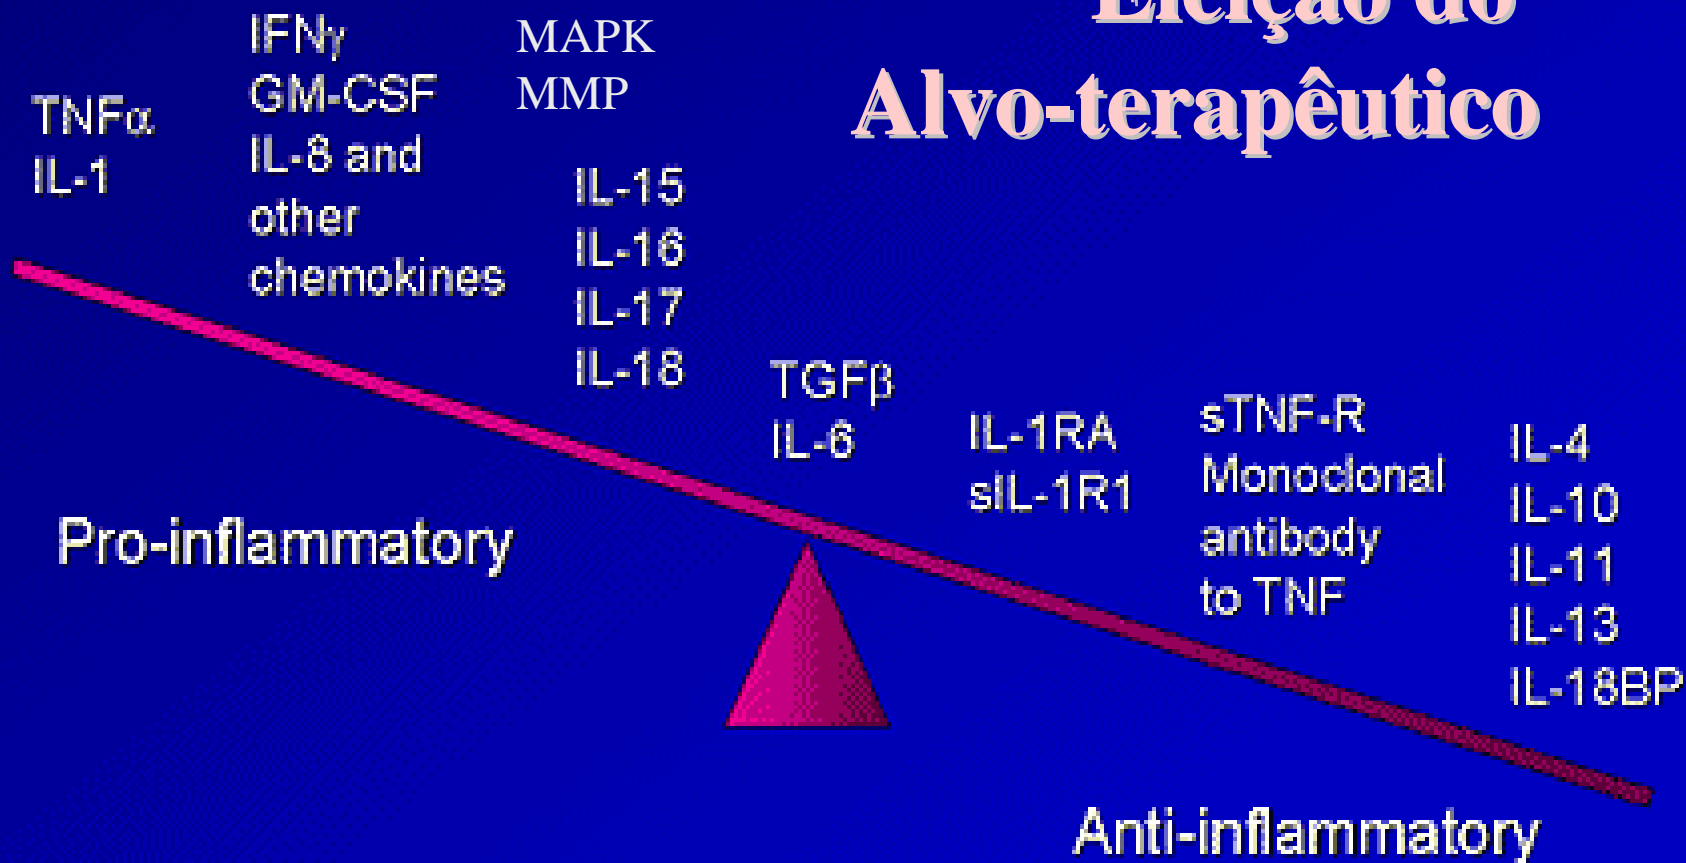 Eleição do
Alvo-terapêutico
TNFα
IL-1
IFNγ
GM-CSF
IL-8 and
other
chemokines
MAPK
MMP
IL-15
IL-16
IL-17
IL-18
TGFβ
IL-6
IL-1RA
sIL-1R1
sTNF-R
Monoclonal
antibody
to TNF
IL-4
IL-10
IL-11
IL-13
IL-18BP
Pro-inflammatory
Anti-inflammatory